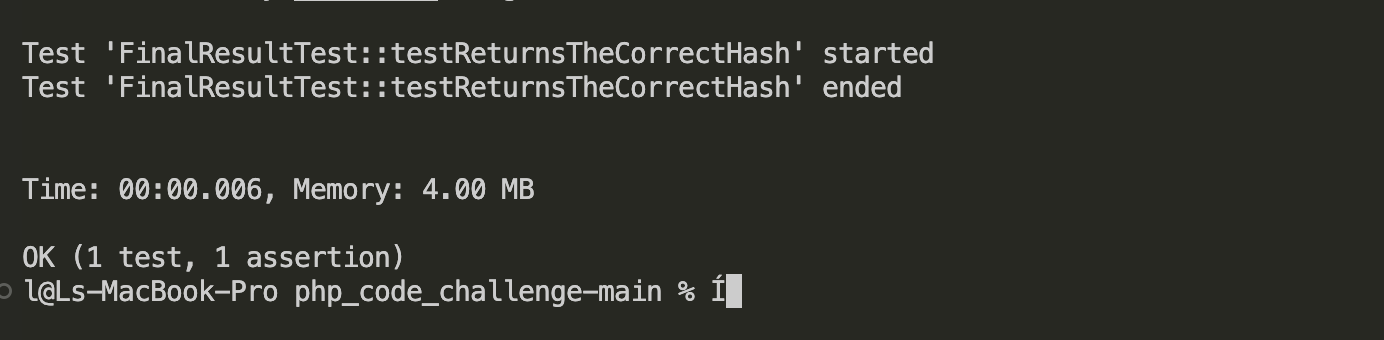 Test 'FinalResultTest::testReturnsTheCorrectHash' started
Test 'FinalResultTest::testReturnsTheCorrectHash' ended
Time: 00:00.006, Memory: 4.00 MB
OK (1 test, 1 assertion)
l@Ls-MacBook-Pro php_code_challenge-main % Í